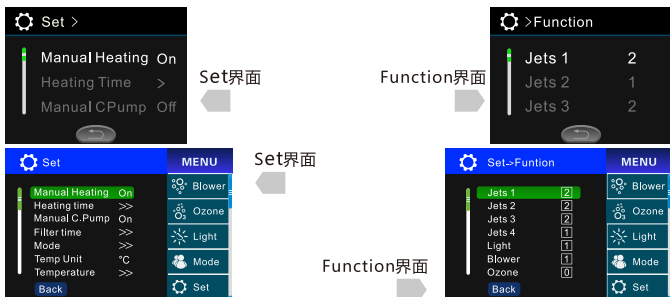 Set >
Manual Heating On
Heating Time >
Manual CPump Off
Set界面
Function界面
>Function
Jets 1 2
Jets 2 1
Jets 3 2
Set MENU
Manual Heating On
Heating time >>
Manual C.Pump On
Filter time >>
Mode >>
Temp Unit °C
Temperature >>
Back
Blower
Ozone
O3
Light
Mode
Set
Set界面
Function界面
Set->Funtion MENU
Jets 1 2
Jets 2 2
Jets 3 2
Jets 4 1
Light 1
Blower 1
Ozone 0
Back
Blower
Ozone
O3
Light
Mode
Set